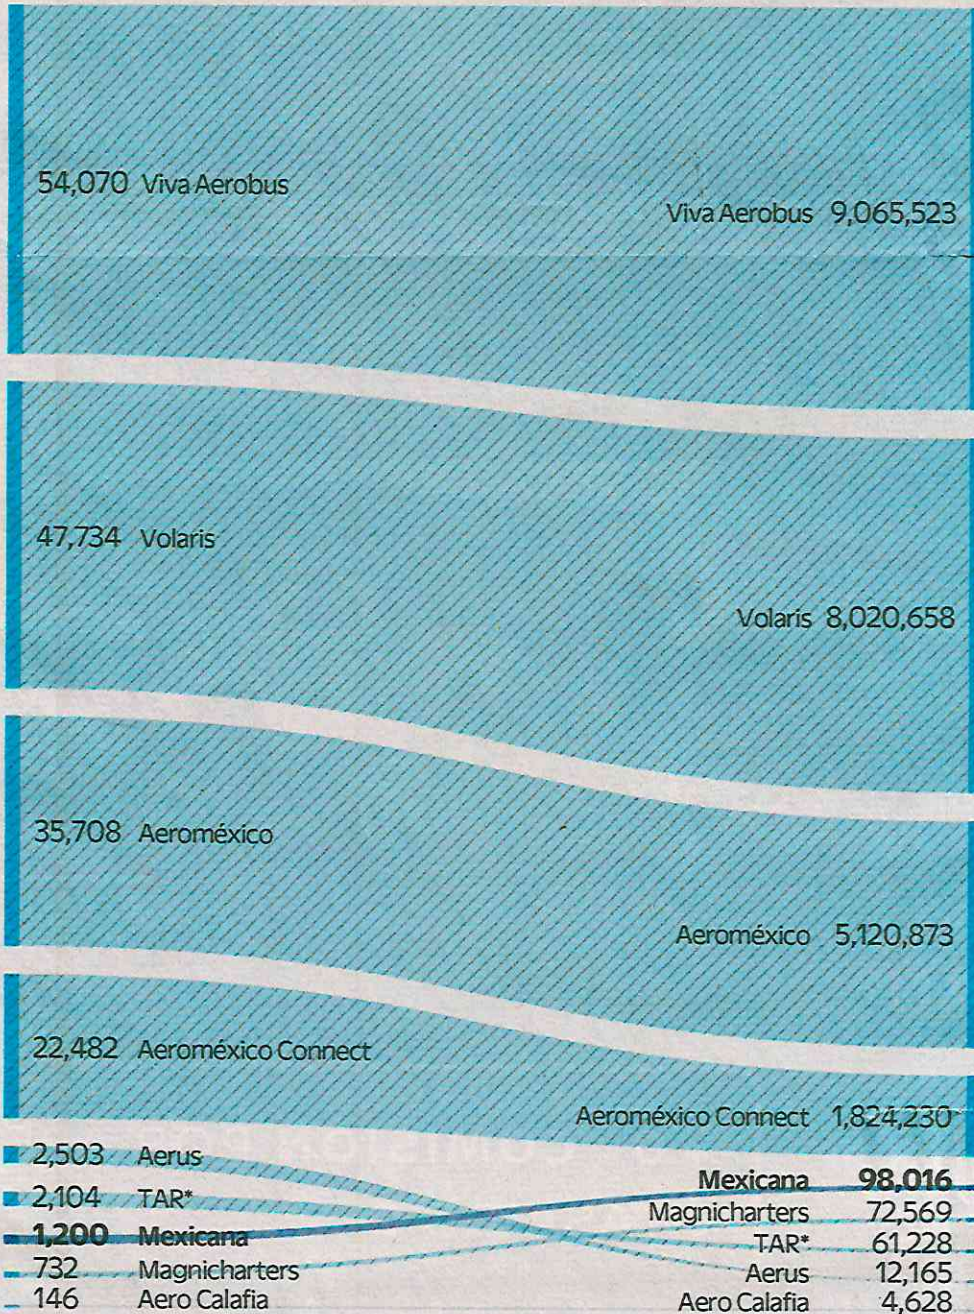 54,070 Viva Aerobus
Viva Aerobus 9,065,523
47,734 Volaris
Volaris 8,020,658
35,708 Aeroméxico
Aeroméxico 5,120,873
22,482 Aeroméxico Connect
Aeroméxico Connect 1,824,230
2,503 Aerus
2,104 TAR*
1,200 Mexicana
732 Magnicharters
146 Aero Calafia
Mexicana 98,016
Magnicharters 72,569
TAR* 61,228
Aerus 12,165
Aero Calafia 4,628